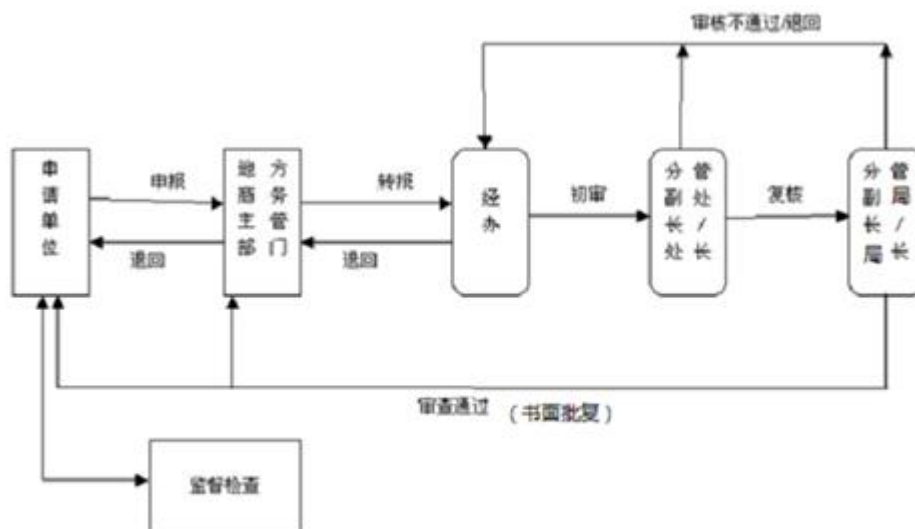 审核不通过/退回
申请单位
申报
退回
地方商务主管部门
转报
退回
经办
初审
分管副处长/处长
复核
分管副局长/局长
审查通过
（书面批复）
监督检查